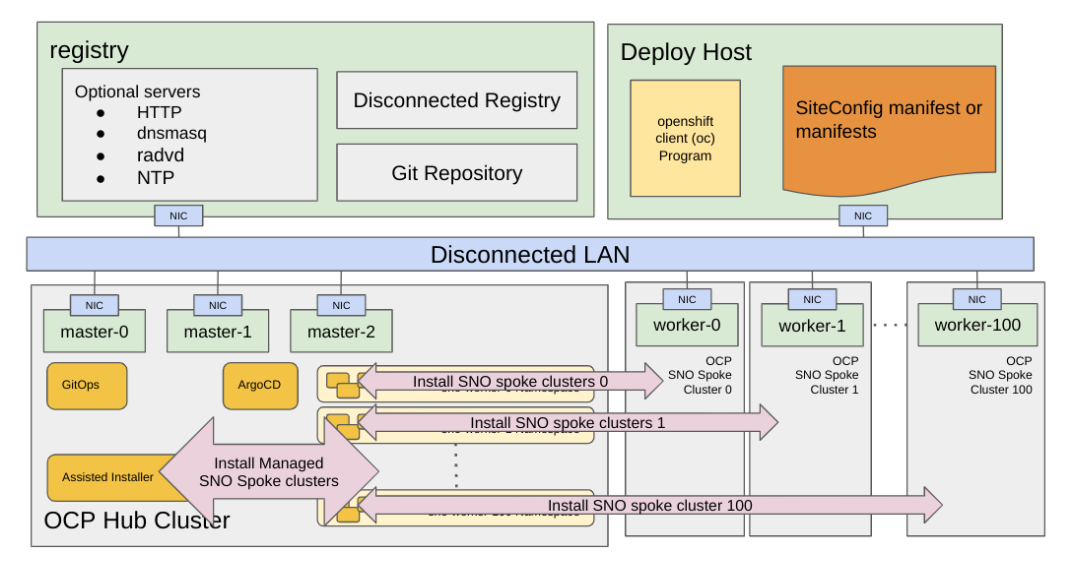 registry
Optional servers
● HTTP
● dnsmasq
● radvd
● NTP
Disconnected Registry
Git Repository
NIC
Deploy Host
openshift
client (oc)
Program
SiteConfig manifest or
manifests
NIC
Disconnected LAN
NIC
master-0
NIC
master-1
NIC
master-2
NIC
worker-0
NIC
worker-1
NIC
worker-100
OCP
SNO Spoke
Cluster 0
OCP
SNO Spoke
Cluster 1
OCP
SNO Spoke
Cluster 100
GitOps
ArgoCD
Install SNO spoke clusters 0
Install SNO spoke clusters 1
Install Managed
SNO Spoke clusters
Assisted Installer
Install SNO spoke cluster 100
OCP Hub Cluster